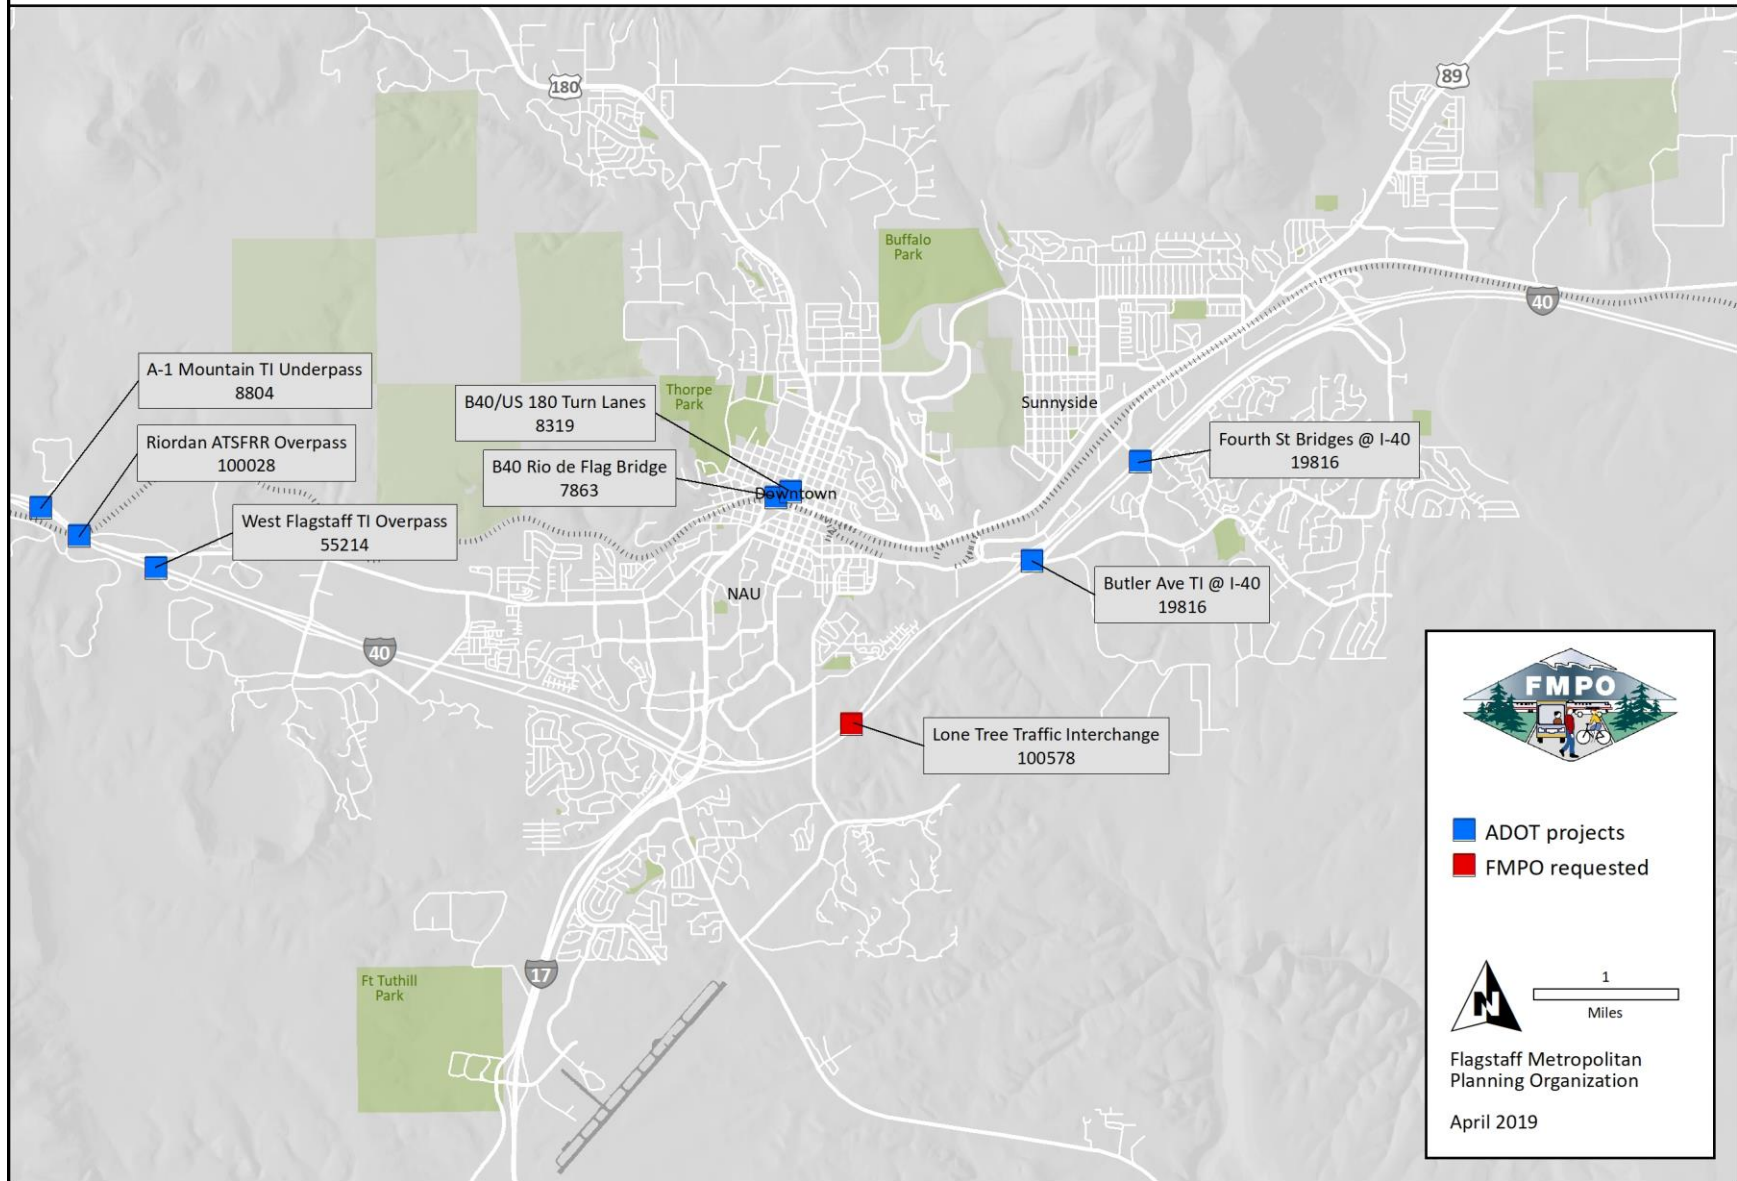 180
89
Buffalo
Park
40
A-1 Mountain TI Underpass
8804
B40/US 180 Turn Lanes
8319
Thorpe
Park
Sunnyside
Riordan ATSFRR Overpass
100028
Fourth St Bridges @ I-40
19816
B40 Rio de Flag Bridge
7863
Downtown
West Flagstaff TI Overpass
55214
Butler Ave TI @ I-40
19816
NAU
40
Lone Tree Traffic Interchange
100578
17
Ft Tuthill
Park
FMPO
ADOT projects
FMPO requested
N
1
Miles
Flagstaff Metropolitan
Planning Organization
April 2019